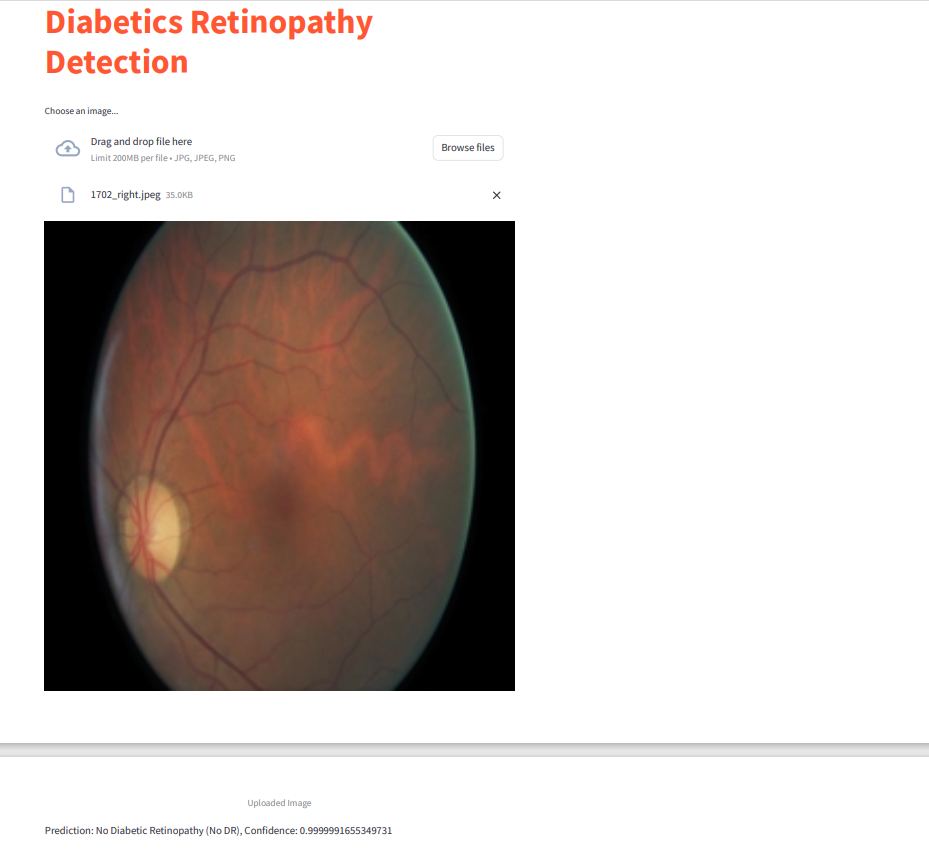 Diabetics Retinopathy
Detection
Choose an image...
Drag and drop file here
Limit 200MB per file • JPG, JPEG, PNG
Browse files
1702_right.jpeg 35.0KB
Uploaded Image
Prediction: No Diabetic Retinopathy (No DR), Confidence: 0.9999991655349731